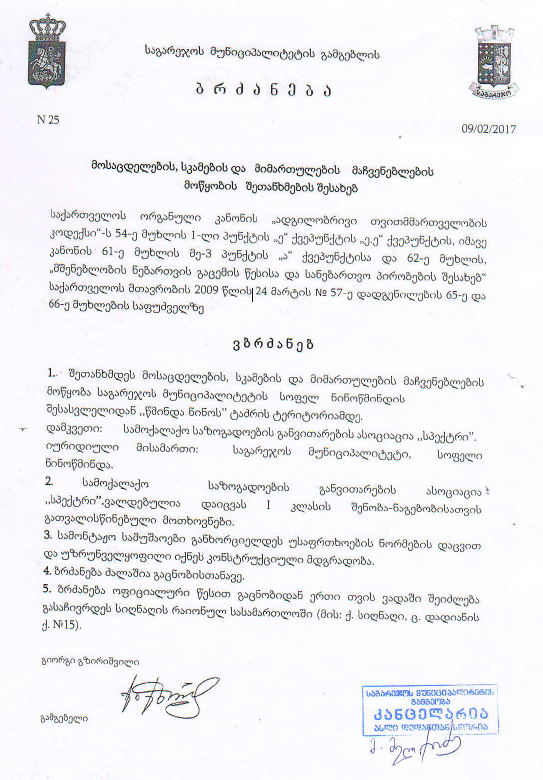 საგარეჯო
საგარეჯოს მუნიციპალიტეტის გამგებლის
ბ რ ძ ა ნ ე ბ ა
N 25
09/02/2017
მოსაცდელების, სკამების და მიმართულების მაჩვენებლების
მოწყობის შეთანხმების შესახებ
საქართველოს ორგანული კანონის „ადგილობრივი თვითმმართველობის
კოდექსი“-ს 54-ე მუხლის 1-ლი პუნქტის „ე“ ქვეპუნქტის „ე.ე“ ქვეპუნქტის, იმავე
კანონის 61-ე მუხლის მე-3 პუნქტის „ა“ ქვეპუნქტისა და 62-ე მუხლის,
„მშენებლობის ნებართვის გაცემის წესისა და სანებართვო პირობების შესახებ“
საქართველოს მთავრობის 2009 წლის 24 მარტის № 57-ე დადგენილების 65-ე და
66-ე მუხლების საფუძველზე
ვ ბ რ ძ ა ნ ე ბ
1. შეთანხმდეს მოსაცდელების, სკამების და მიმართულების მაჩვენებლების
მოწყობა საგარეჯოს მუნიციპალიტეტის სოფელ ნინოწმინდის
შესასვლელიდან ,,წმინდა ნინოს” ტაძრის ტერიტორიამდე.
დამკვეთი: სამოქალაქო საზოგადოების განვითარების ასოციაცია ,,სპექტრი”.
იურიდიული მისამართი: საგარეჯოს მუნიციპალიტეტი, სოფელი
ნინოწმინდა.
2. სამოქალაქო საზოგადოების განვითარების ასოციაცია
,,სპექტრი”,ვალდებულია დაიცვას I კლასის შენობა-ნაგებობისათვის
გათვალისწინებული მოთხოვნები.
3. სამონტაჟო სამუშაოები განხორციელდეს უსაფრთხოების ნორმების დაცვით
და უზრუნველყოფილი იქნეს კონსტრუქციული მდგრადობა.
4. ბრძანება ძალაშია გაცნობისთანავე.
5. ბრძანება ოფიციალური წესით გაცნობიდან ერთი თვის ვადაში შეიძლება
გასაჩივრდეს სიღნაღის რაიონულ სასამართლოში (მის: ქ. სიღნაღი, ც. დადიანის
ქ. №15).
გიორგი გზირიშვილი
გამგებელი
საგარეჯოს მუნიციპალიტეტის
გამგეობა
კანცელარია
ასლი დედანთან სწორია